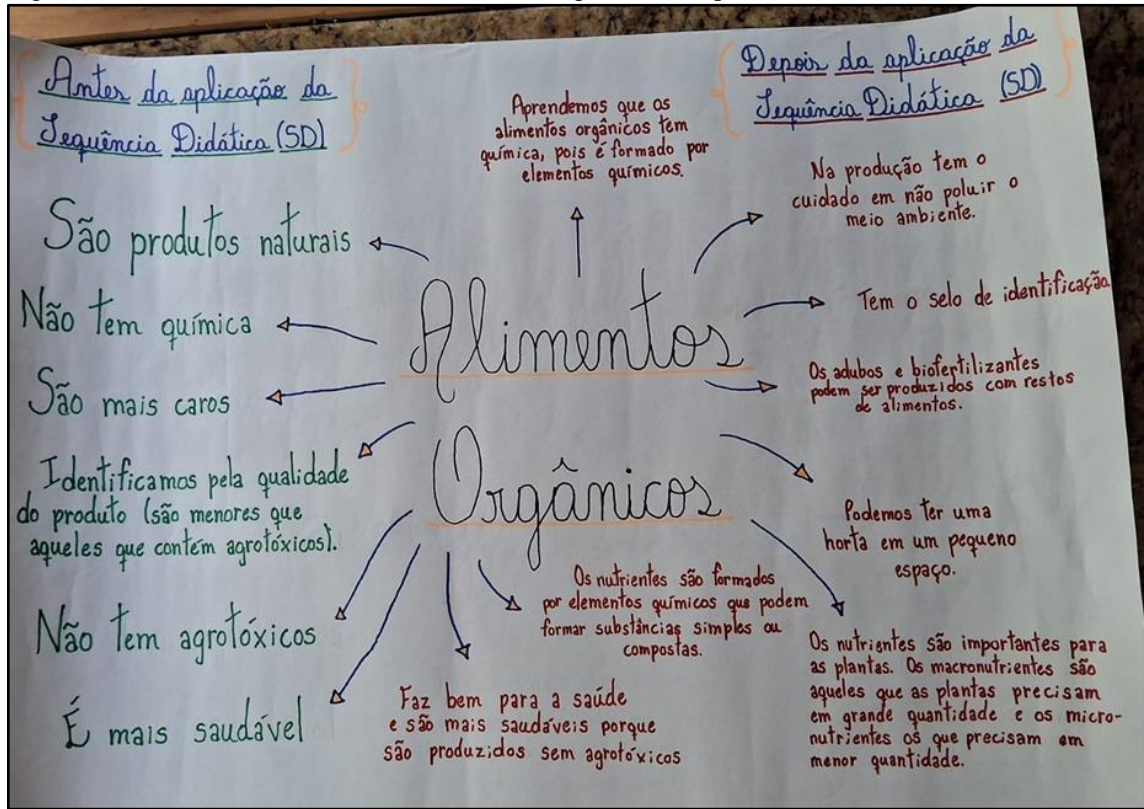 Antes da aplicação da
Sequência Didática (SD)
São produtos naturais
Não tem química
São mais caros
Identificamos pela qualidade
do produto (são menores que
aqueles que contém agrotóxicos).
Não tem agrotóxicos
É mais saudável
Alimentos
Orgânicos
Depois da aplicação da
Sequência Didática (SD)
Aprendemos que os
alimentos orgânicos tem
química, pois é formado por
elementos químicos.
Na produção tem o
cuidado em não poluir o
meio ambiente.
Tem o selo de identificação.
Os adubos e biofertilizantes
podem ser produzidos com restos
de alimentos.
Podemos ter uma
horta em um pequeno
espaço.
Os nutrientes são importantes para
as plantas. Os macronutrientes são
aqueles que as plantas precisam
em grande quantidade e os micro-
nutrientes os que precisam em
menor quantidade.
Os nutrientes são formados
por elementos químicos que podem
formar substâncias simples ou
compostas.
Faz bem para a saúde
e são mais saudáveis porque
são produzidos sem agrotóxicos